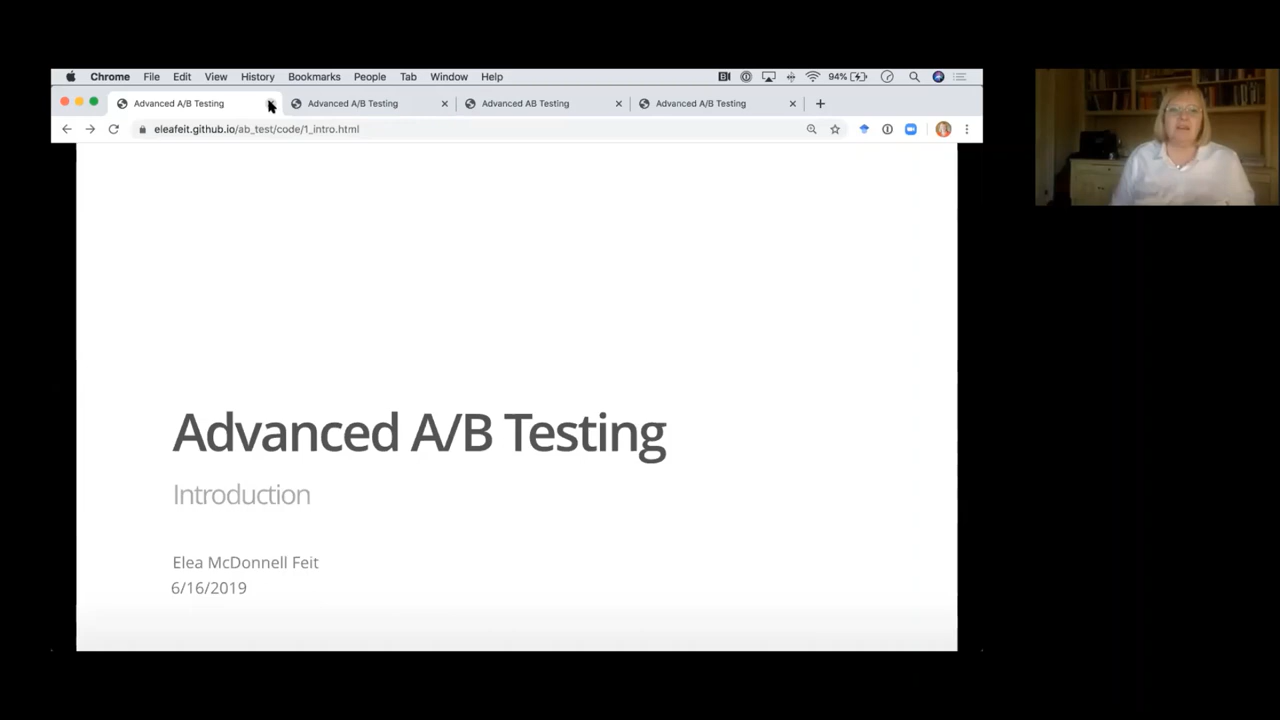 Chrome File Edit View History Bookmarks People Tab Window Help 94%
Advanced A/B Testing Advanced A/B Testing Advanced AB Testing Advanced A/B Testing
eleafeit.github.io/ab_test/code/1_intro.html
Advanced A/B Testing
Introduction
Elea McDonnell Feit
6/16/2019